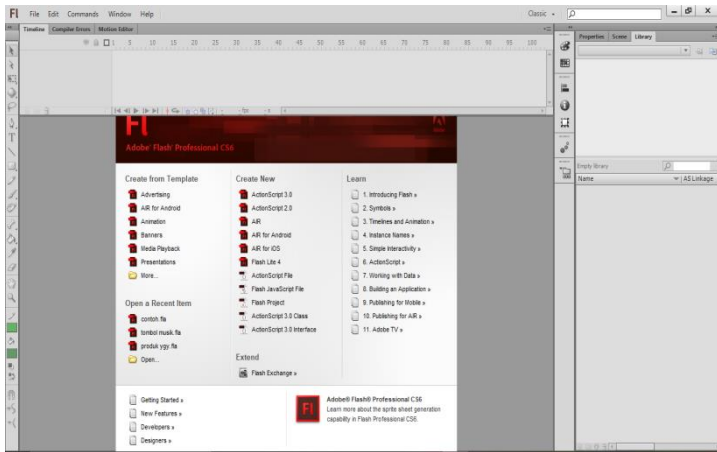 Fl File Edit Commands Window Help Classic
Timeline Compiler Errors Motion Editor
1 5 10 15 20 25 30 35 40 45 50 55 60 65 70 75 80 85 90 95 100
Properties Scene Library
Empty library
Name AS Linkage
Fl
Adobe® Flash® Professional CS6
Create from Template
Advertising
AIR for Android
Animation
Banners
Media Playback
Presentations
More...
Open a Recent Item
contoh.fla
tombol musik.fla
produk ygy.fla
Open...
Create New
ActionScript 3.0
ActionScript 2.0
AIR
AIR for Android
AIR for iOS
Flash Lite 4
ActionScript File
Flash JavaScript File
Flash Project
ActionScript 3.0 Class
ActionScript 3.0 Interface
Extend
Flash Exchange »
Learn
1. Introducing Flash »
2. Symbols »
3. Timelines and Animation »
4. Instance Names »
5. Simple Interactivity »
6. ActionScript »
7. Working with Data »
8. Building an Application »
9. Publishing for Mobile »
10. Publishing for AIR »
11. Adobe TV »
Getting Started »
New Features »
Developers »
Designers »
Fl
Adobe® Flash® Professional CS6
Learn more about the sprite sheet generation
capability in Flash Professional CS6.